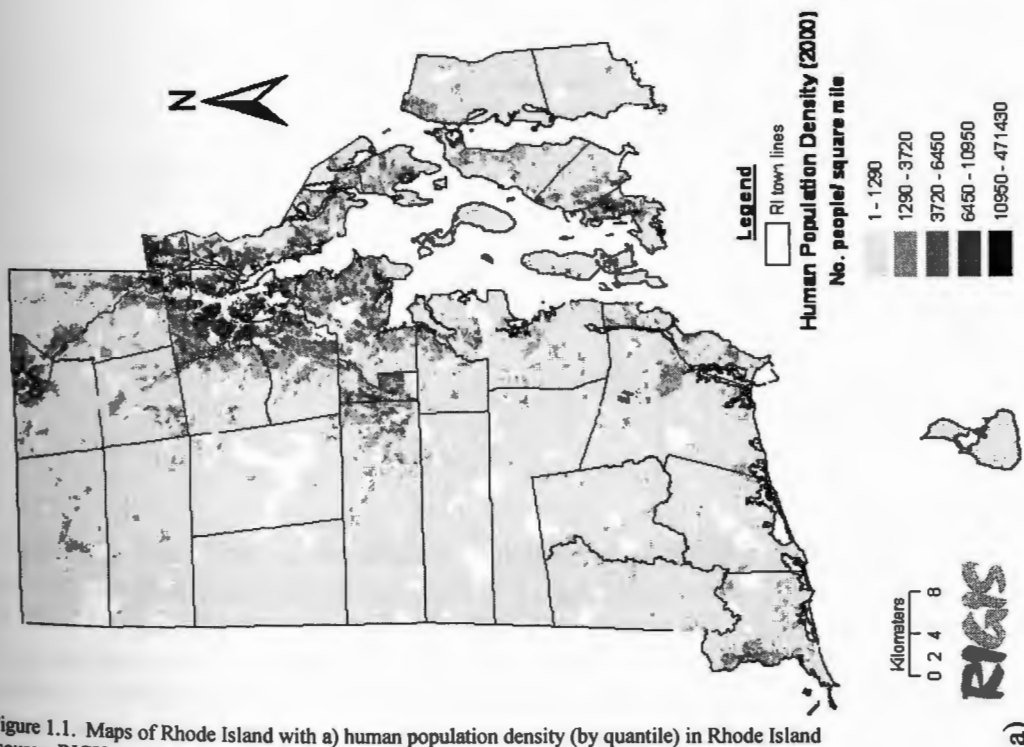 N
Legend
RI town lines
Human Population Density (2000)
No. people/ square mile
1 - 1290
1290 - 3720
3720 - 6450
6450 - 10950
10950 - 471430
Kilometers
0 2 4 8
RIGIS
a)
igure 1.1. Maps of Rhode Island with a) human population density (by quantile) in Rhode Island